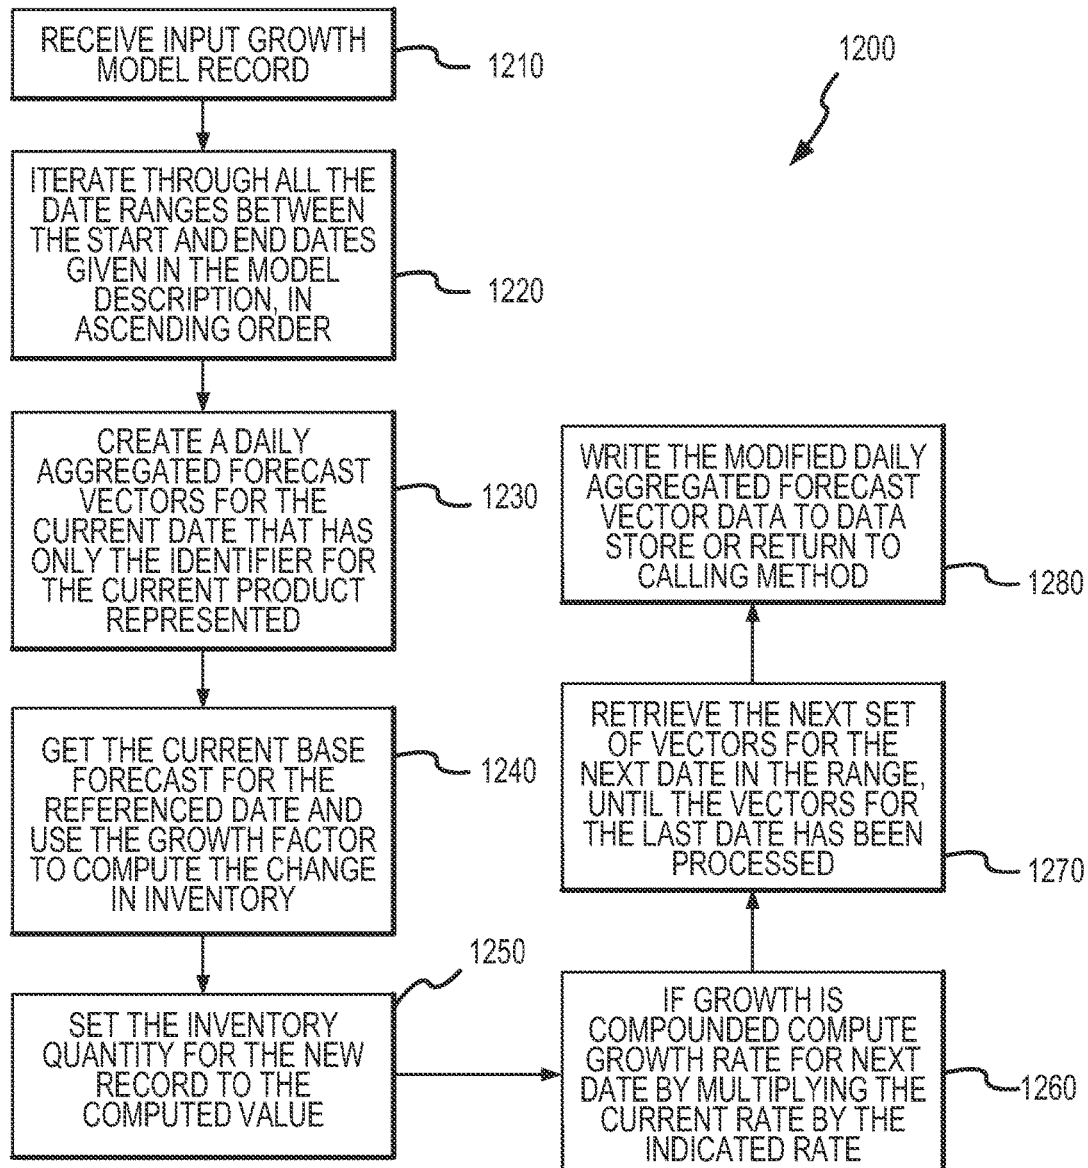 RECEIVE INPUT GROWTH
MODEL RECORD
1210
1200
ITERATE THROUGH ALL THE
DATE RANGES BETWEEN
THE START AND END DATES
GIVEN IN THE MODEL
DESCRIPTION, IN
ASCENDING ORDER
1220
CREATE A DAILY
AGGREGATED FORECAST
VECTORS FOR THE
CURRENT DATE THAT HAS
ONLY THE IDENTIFIER FOR
THE CURRENT PRODUCT
REPRESENTED
1230
GET THE CURRENT BASE
FORECAST FOR THE
REFERENCED DATE AND
USE THE GROWTH FACTOR
TO COMPUTE THE CHANGE
IN INVENTORY
1240
SET THE INVENTORY
QUANTITY FOR THE NEW
RECORD TO THE
COMPUTED VALUE
1250
IF GROWTH IS
COMPOUNDED COMPUTE
GROWTH RATE FOR NEXT
DATE BY MULTIPLYING THE
CURRENT RATE BY THE
INDICATED RATE
1260
RETRIEVE THE NEXT SET
OF VECTORS FOR THE
NEXT DATE IN THE RANGE,
UNTIL THE VECTORS FOR
THE LAST DATE HAS BEEN
PROCESSED
1270
WRITE THE MODIFIED DAILY
AGGREGATED FORECAST
VECTOR DATA TO DATA
STORE OR RETURN TO
CALLING METHOD
1280